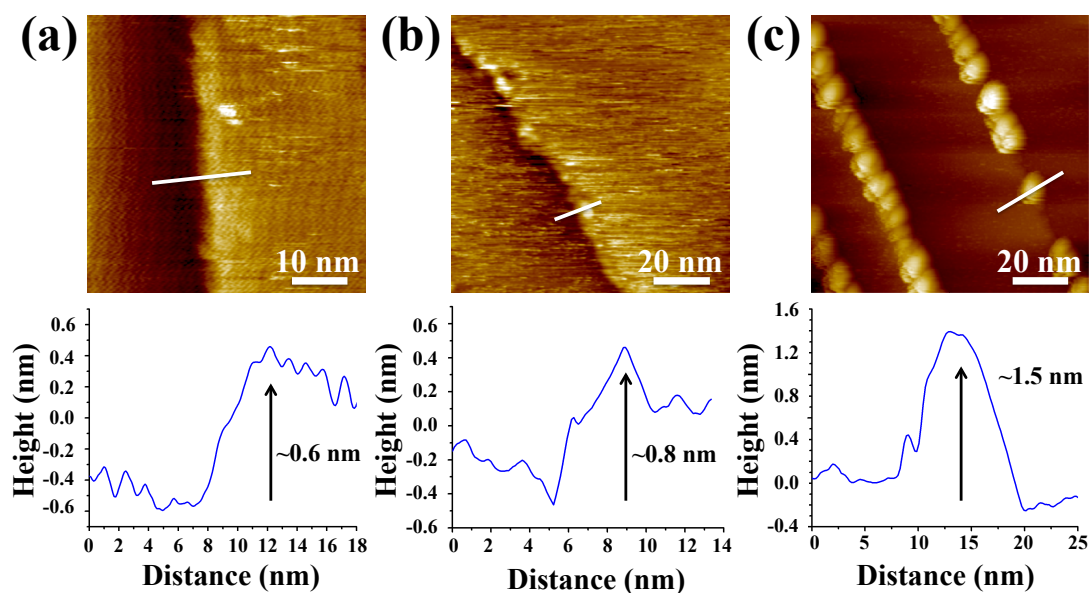 (a)
10 nm
(b)
20 nm
(c)
20 nm
Height (nm)
0.6
0.4
0.2
0.0
-0.2
-0.4
-0.6
~0.6 nm
0 2 4 6 8 10 12 14 16 18
Distance (nm)
Height (nm)
0.6
0.4
0.2
0.0
-0.2
-0.4
-0.6
~0.8 nm
0 2 4 6 8 10 12 14
Distance (nm)
Height (nm)
1.6
1.2
0.8
0.4
0.0
-0.4
~1.5 nm
0 5 10 15 20 25
Distance (nm)